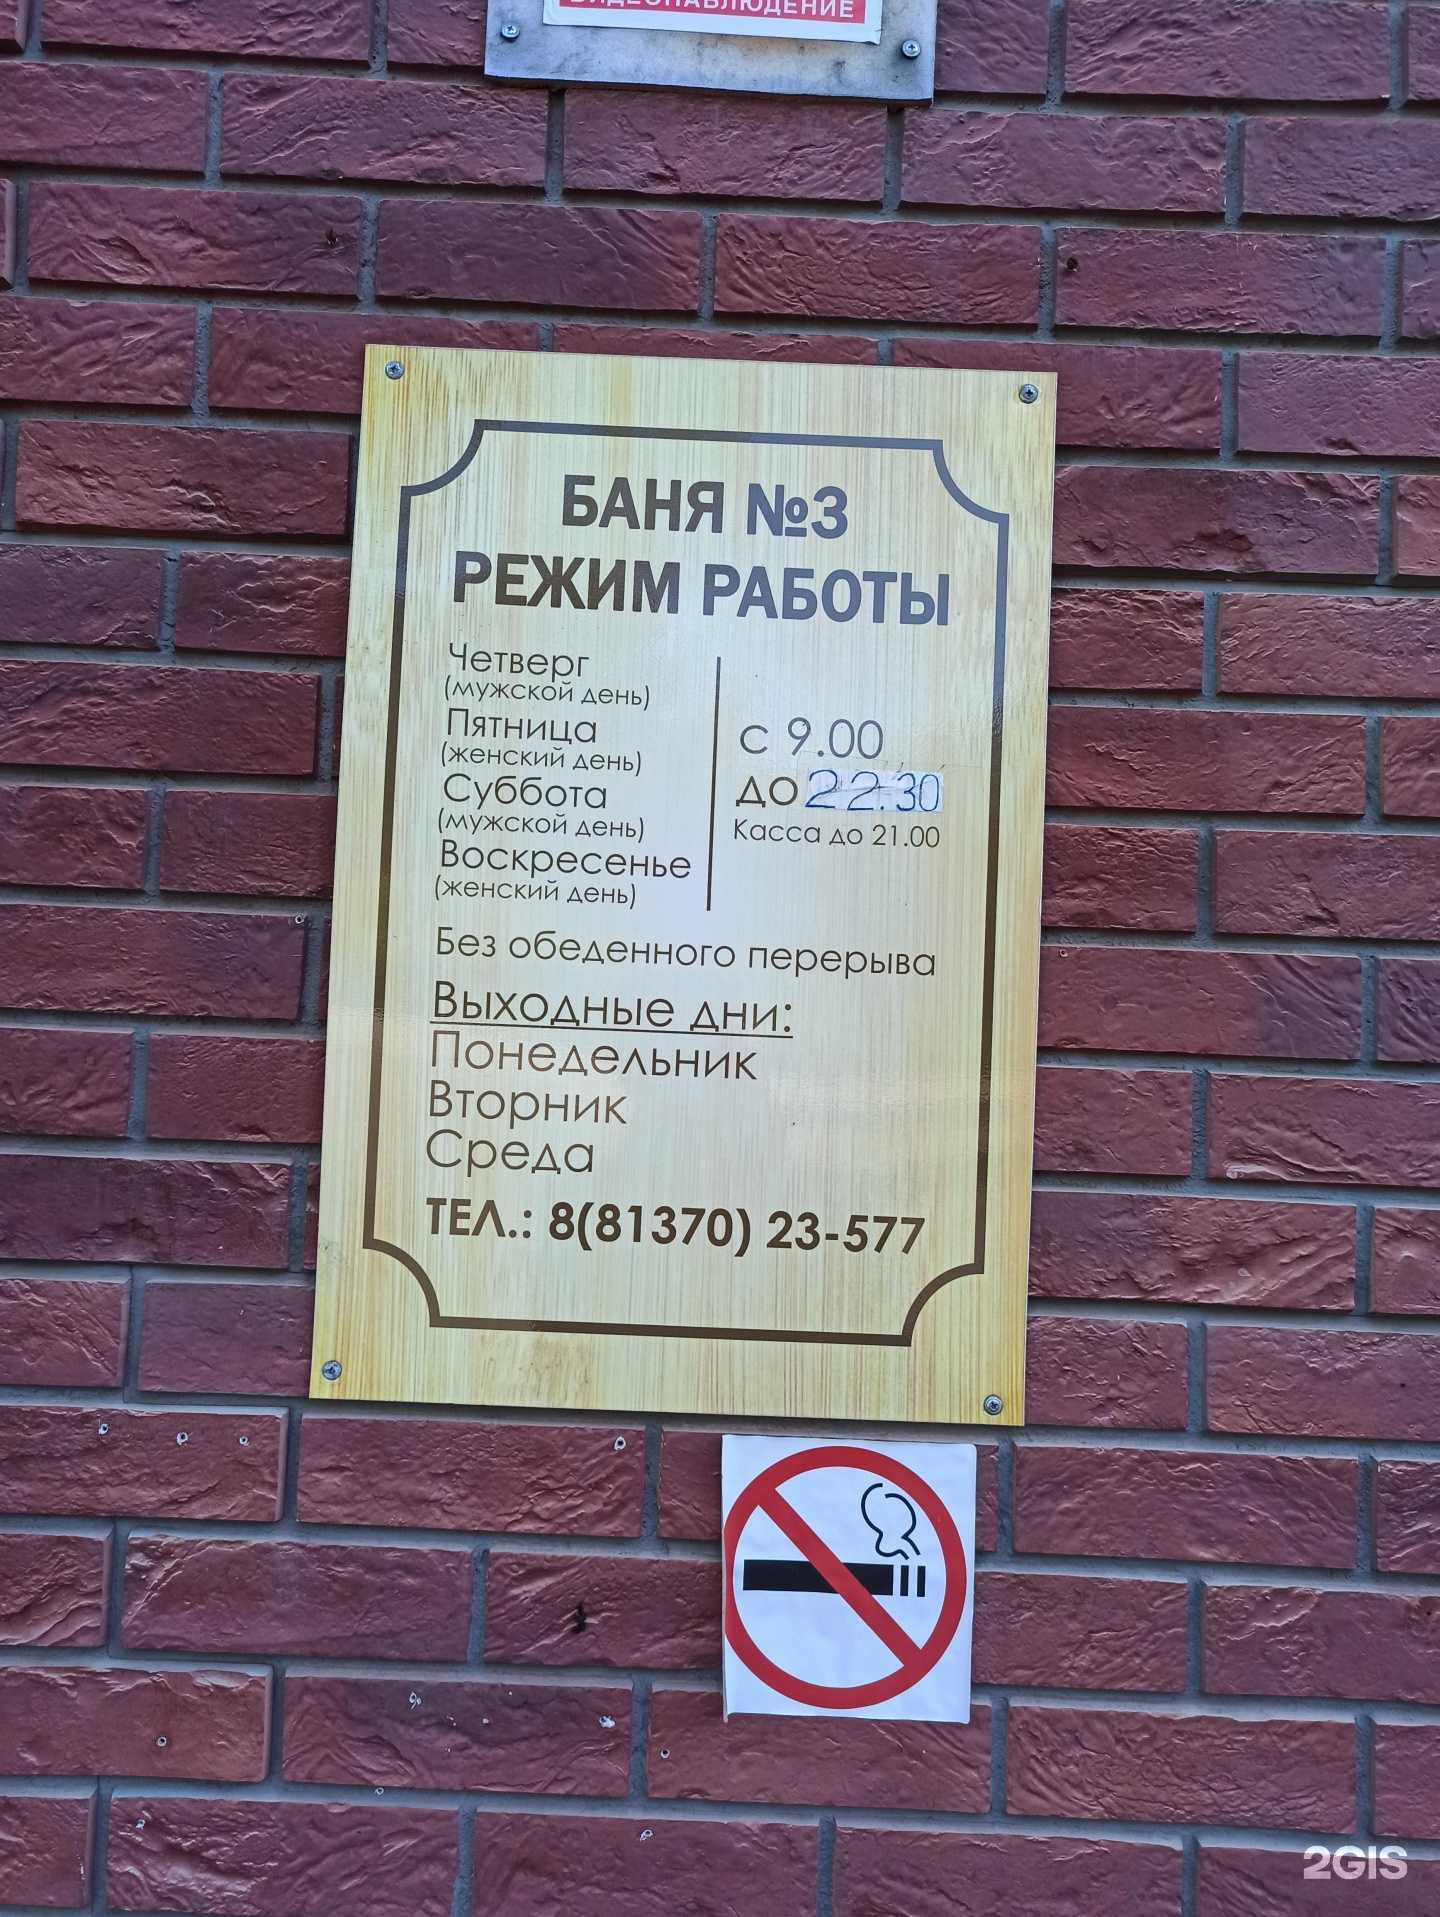 ВИДЕОНАБЛЮДЕНИЕ
БАНЯ №3
РЕЖИМ РАБОТЫ
Четверг
(мужской день)
Пятница
(женский день)
Суббота
(мужской день)
Воскресенье
(женский день)
с 9.00
до 22.30
Касса до 21.00
Без обеденного перерыва
Выходные дни:
Понедельник
Вторник
Среда
ТЕЛ.: 8(81370) 23-577
2GIS